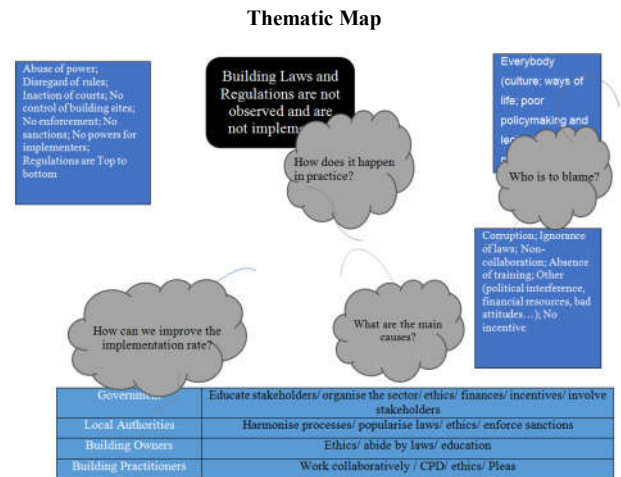 Thematic Map
Abuse of power;
Disregard of rules;
Inaction of courts; No
control of building sites;
No enforcement; No
sanctions; No powers for
implementers;
Regulations are Top to
bottom
Building Laws and
Regulations are not
observed and are
not
How does it happen
in practice?
Everybody
(culture; ways of
life; poor
policymaking and
Who is to blame?
Corruption; Ignorance
of laws; Non-
collaboration; Absence
of training; Other
(political interference,
financial resources, bad
attitudes…); No
incentive
How can we improve the
implementation rate?
What are the main
causes?
Government Educate stakeholders/ organise the sector/ ethics/ finances/ incentives/ involve
stakeholders
Local Authorities Harmonise processes/ popularise laws/ ethics/ enforce sanctions
Building Owners Ethics/ abide by laws/ education
Building Practitioners Work collaboratively / CPD/ ethics/ Pleas